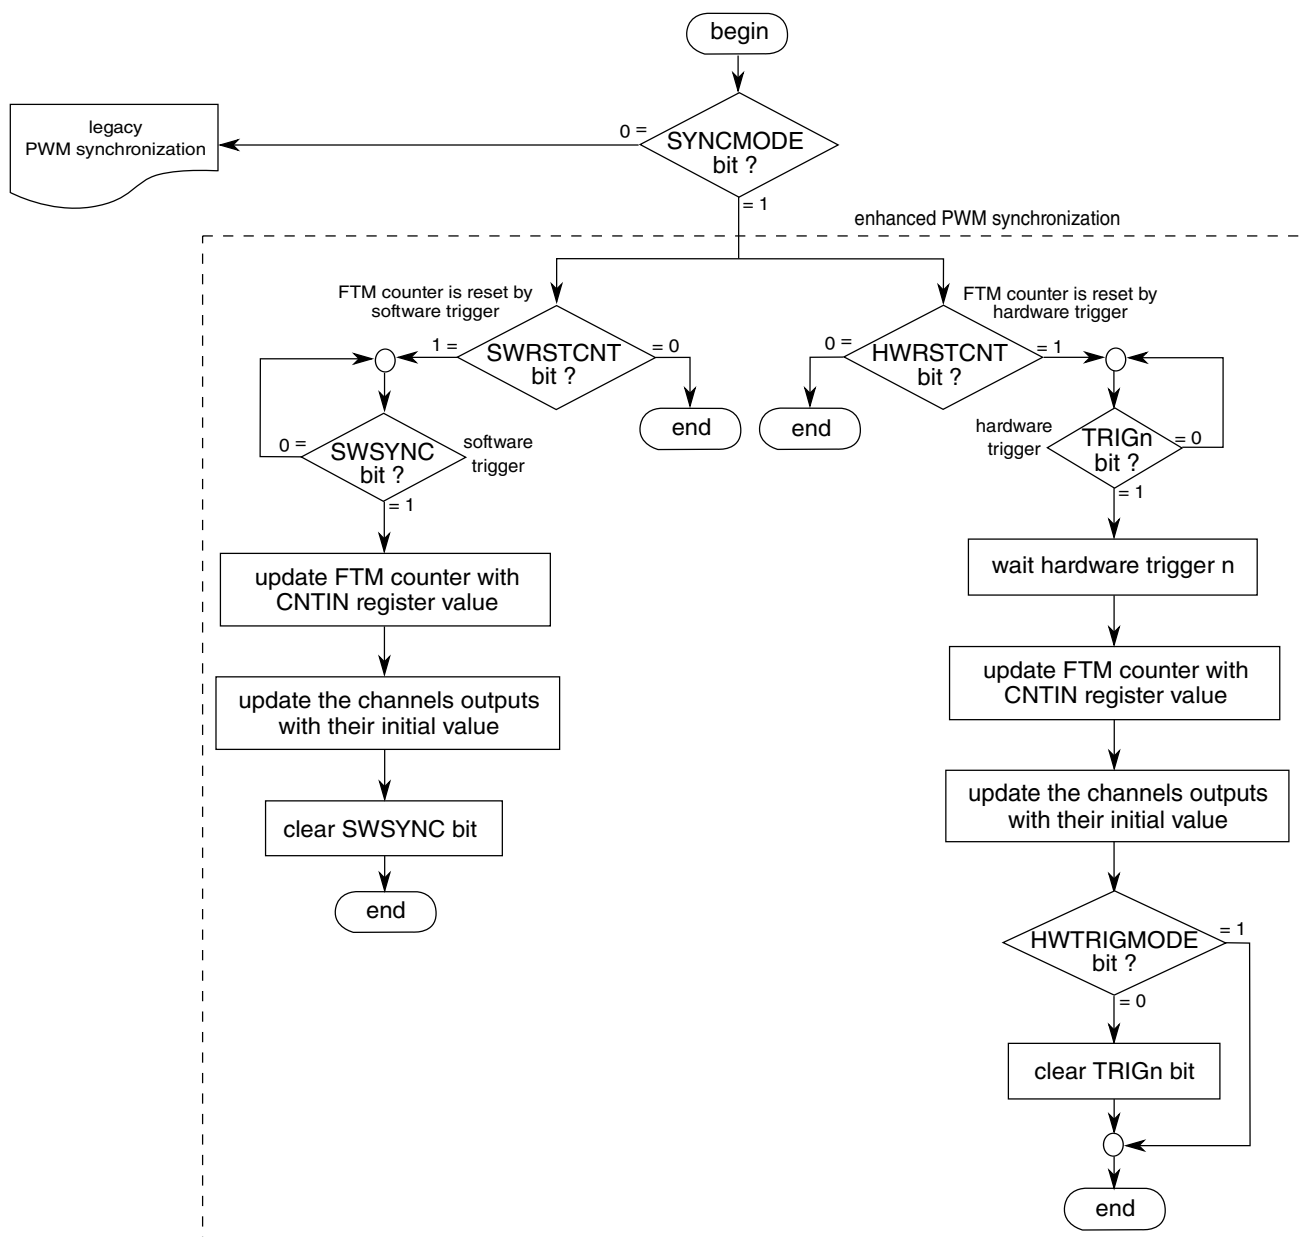 begin
legacy
PWM synchronization
0 =
SYNCMODE
bit ?
= 1
enhanced PWM synchronization
FTM counter is reset by
software trigger
FTM counter is reset by
hardware trigger
1 =
SWRSTCNT
bit ?
= 0
0 =
HWRSTCNT
bit ?
= 1
end
end
0 =
SWSYNC
bit ?
software
trigger
= 1
hardware
trigger
TRIGn
bit ?
= 0
= 1
update FTM counter with
CNTIN register value
update the channels outputs
with their initial value
clear SWSYNC bit
end
wait hardware trigger n
update FTM counter with
CNTIN register value
update the channels outputs
with their initial value
HWTRIGMODE
bit ?
= 1
= 0
clear TRIGn bit
end